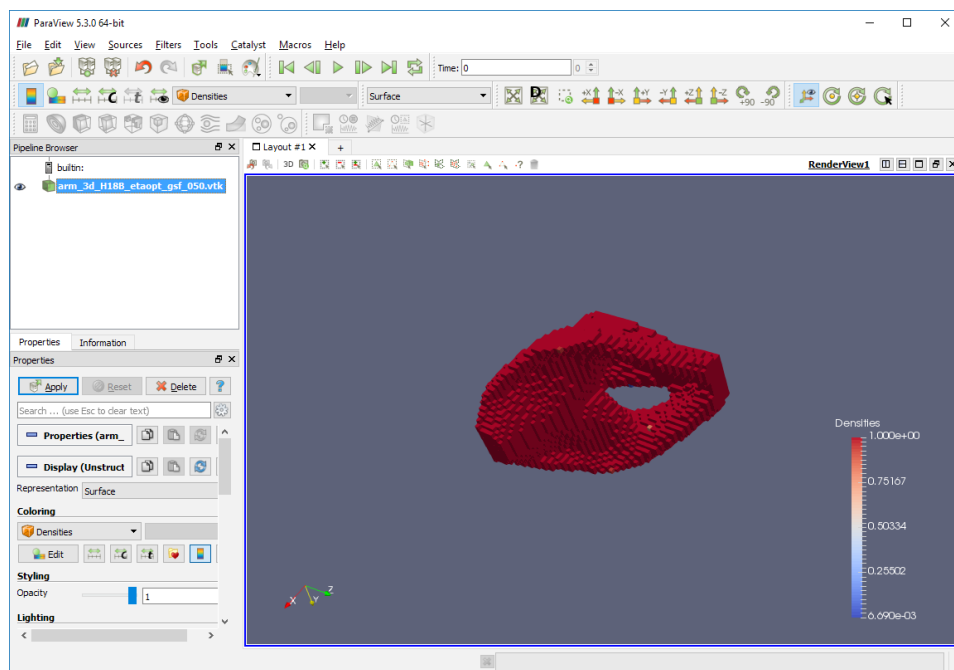 ParaView 5.3.0 64-bit
File Edit View Sources Filters Tools Catalyst Macros Help
Time: 0 0
Densities Surface +X -X +Y -Y +Z -Z +90 -90
Pipeline Browser
builtin:
arm_3d_H18B_etaopt_gsf_050.vtk
Layout #1 X +
3D RenderView1
Properties Information
Properties
Apply Reset Delete ?
Search ... (use Esc to clear text)
Properties (arm_
Display (Unstruct
Representation Surface
Coloring
Densities
Edit
Styling
Opacity 1
Lighting
Densities
1.000e+00
0.75167
0.50334
0.25502
6.690e-03
X Y Z